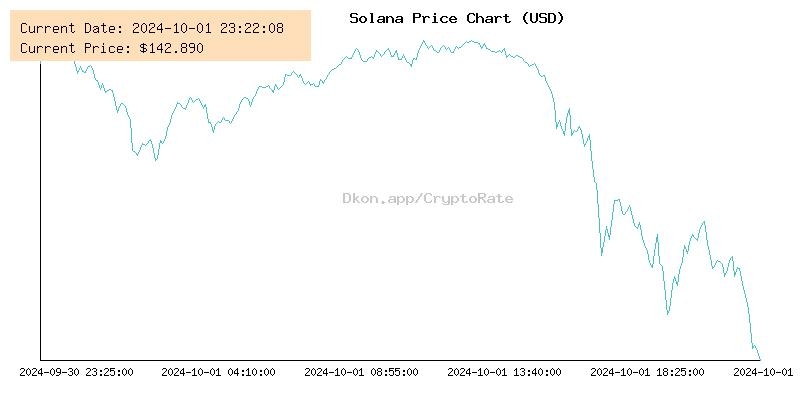 Solana Price Chart (USD)
Current Date: 2024-10-01 23:22:08
Current Price: $142.890
Dkon.app/CryptoRate
2024-09-30 23:25:00 2024-10-01 04:10:00 2024-10-01 08:55:00 2024-10-01 13:40:00 2024-10-01 18:25:00 2024-10-01